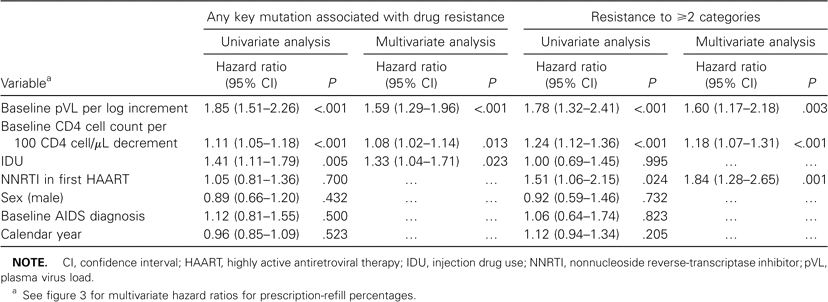 Any key mutation associated with drug resistance Resistance to ⩾2 categories
Univariate analysis Multivariate analysis Univariate analysis Multivariate analysis
Hazard ratio Hazard ratio Hazard ratio Hazard ratio
Variable^a (95% CI) P (95% CI) P (95% CI) P (95% CI) P
Baseline pVL per log increment 1.85 (1.51–2.26) <.001 1.59 (1.29–1.96) <.001 1.78 (1.32–2.41) <.001 1.60 (1.17–2.18) .003
Baseline CD4 cell count per
100 CD4 cell/μL decrement 1.11 (1.05–1.18) <.001 1.08 (1.02–1.14) .013 1.24 (1.12–1.36) <.001 1.18 (1.07–1.31) <.001
IDU 1.41 (1.11–1.79) .005 1.33 (1.04–1.71) .023 1.00 (0.69–1.45) .995 … …
NNRTI in first HAART 1.05 (0.81–1.36) .700 … … 1.51 (1.06–2.15) .024 1.84 (1.28–2.65) .001
Sex (male) 0.89 (0.66–1.20) .432 … … 0.92 (0.59–1.46) .732 … …
Baseline AIDS diagnosis 1.12 (0.81–1.55) .500 … … 1.06 (0.64–1.74) .823 … …
Calendar year 0.96 (0.85–1.09) .523 … … 1.12 (0.94–1.34) .205 … …
NOTE. CI, confidence interval; HAART, highly active antiretroviral therapy; IDU, injection drug use; NNRTI, nonnucleoside reverse-transcriptase inhibitor; pVL,
plasma virus load.
^a See figure 3 for multivariate hazard ratios for prescription-refill percentages.